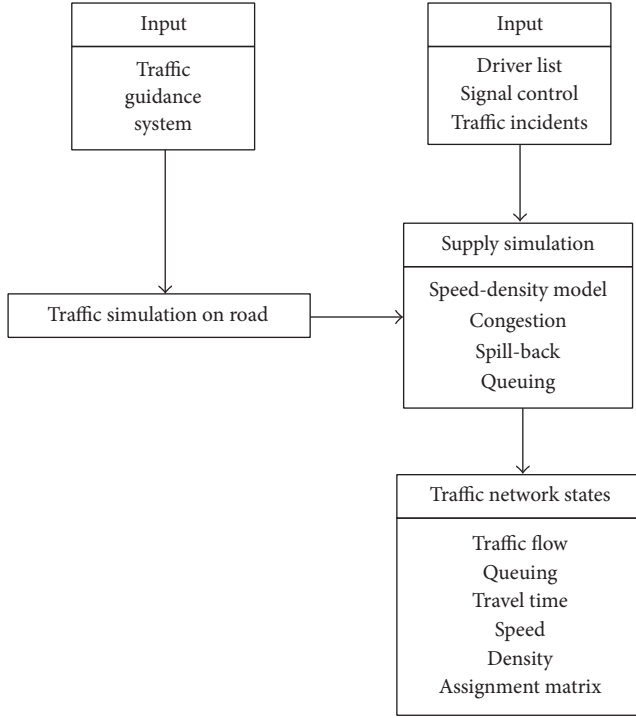 Input
Traffic
guidance
system
Input
Driver list
Signal control
Traffic incidents
Traffic simulation on road
Supply simulation
Speed-density model
Congestion
Spill-back
Queuing
Traffic network states
Traffic flow
Queuing
Travel time
Speed
Density
Assignment matrix